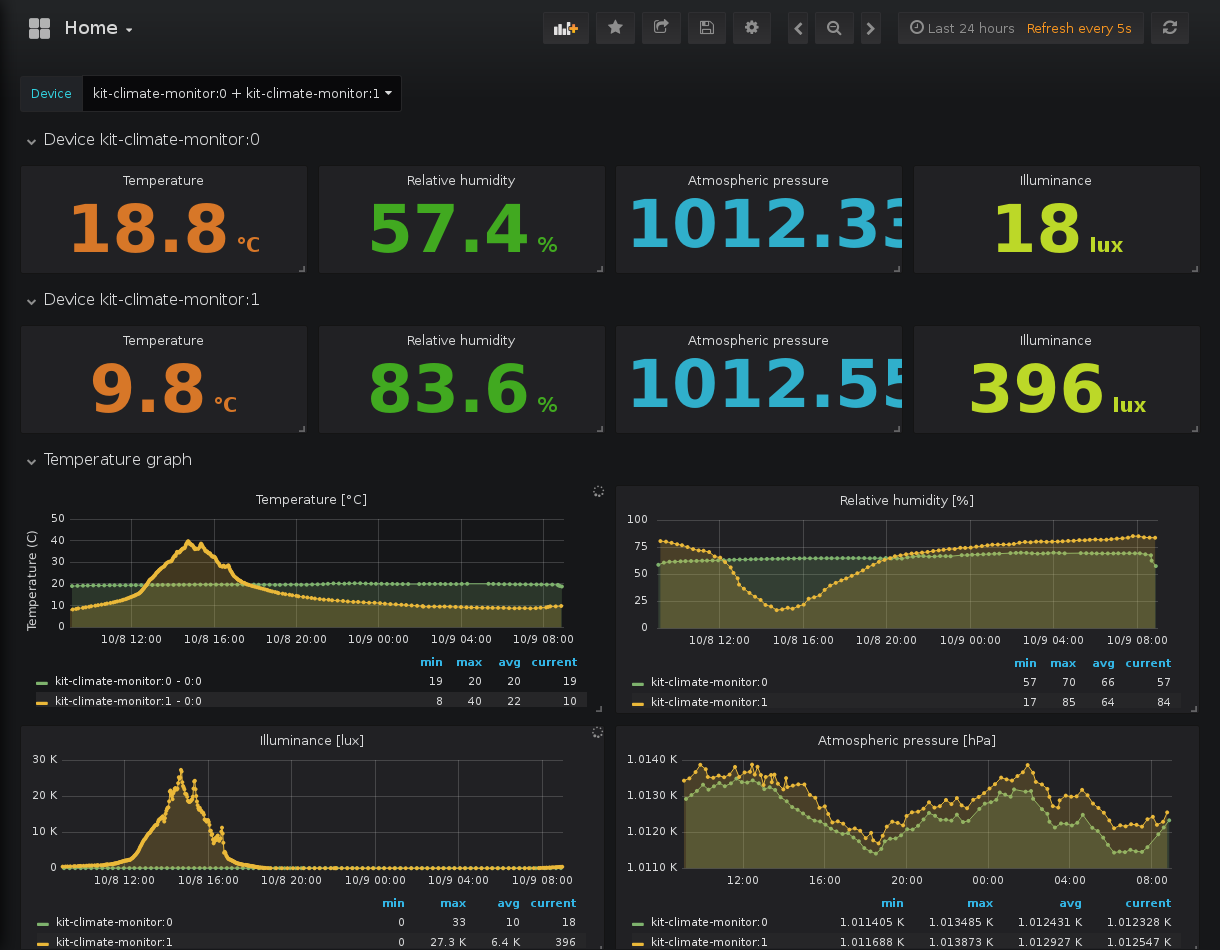 Home
Last 24 hours Refresh every 5s
Device kit-climate-monitor:0 + kit-climate-monitor:1
Device kit-climate-monitor:0
Temperature Relative humidity Atmospheric pressure Illuminance
18.8 °C 57.4 % 1012.33 18 lux
Device kit-climate-monitor:1
Temperature Relative humidity Atmospheric pressure Illuminance
9.8 °C 83.6 % 1012.55 396 lux
Temperature graph
Temperature [°C]
Temperature (C)
50
40
30
20
10
0
10/8 12:00 10/8 16:00 10/8 20:00 10/9 00:00 10/9 04:00 10/9 08:00
min max avg current
kit-climate-monitor:0 - 0:0 19 20 20 19
kit-climate-monitor:1 - 0:0 8 40 22 10
Relative humidity [%]
100
75
50
25
0
10/8 12:00 10/8 16:00 10/8 20:00 10/9 00:00 10/9 04:00 10/9 08:00
min max avg current
kit-climate-monitor:0 57 70 66 57
kit-climate-monitor:1 17 85 64 84
Illuminance [lux]
30 K
20 K
10 K
0
10/8 12:00 10/8 16:00 10/8 20:00 10/9 00:00 10/9 04:00 10/9 08:00
min max avg current
kit-climate-monitor:0 0 33 10 18
kit-climate-monitor:1 0 27.3 K 6.4 K 396
Atmospheric pressure [hPa]
1.0140 K
1.0130 K
1.0120 K
1.0110 K
12:00 16:00 20:00 00:00 04:00 08:00
min max avg current
kit-climate-monitor:0 1.011405 K 1.013485 K 1.012431 K 1.012328 K
kit-climate-monitor:1 1.011688 K 1.013873 K 1.012927 K 1.012547 K